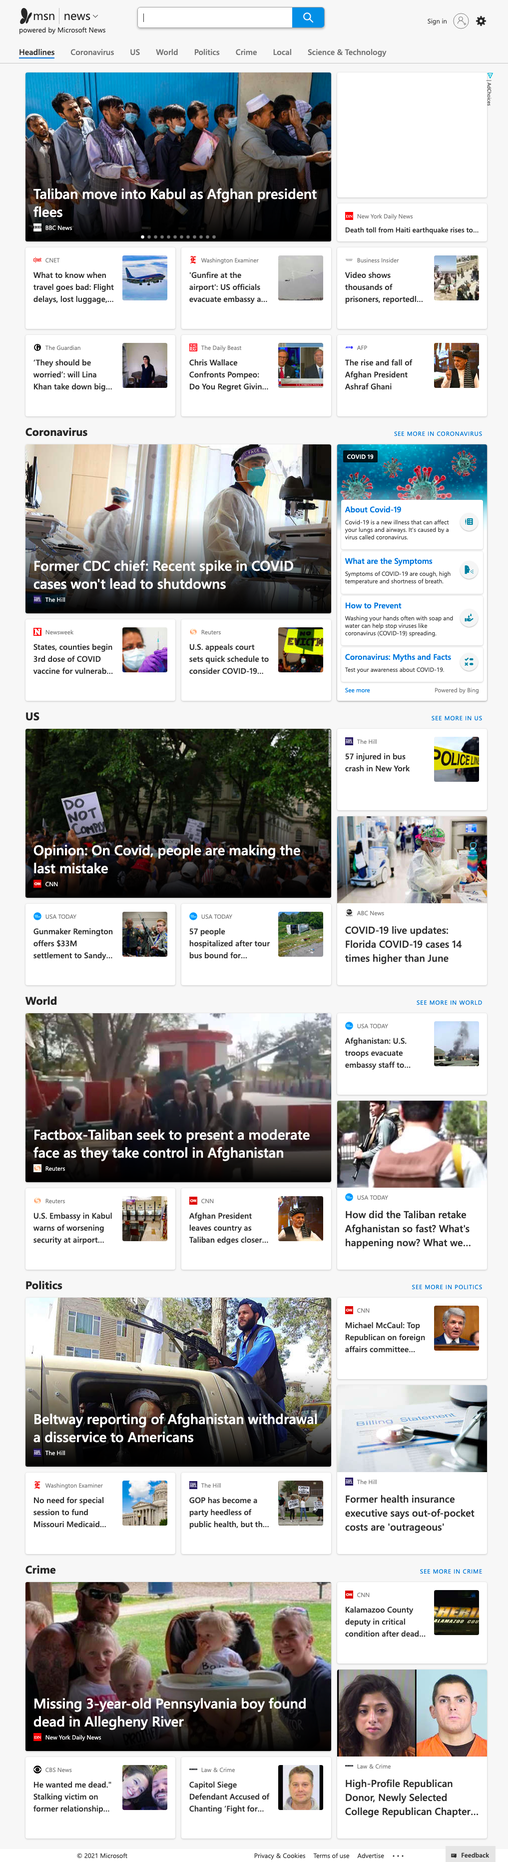 msn | news
powered by Microsoft News
Sign in
Headlines Coronavirus US World Politics Crime Local Science & Technology
Taliban move into Kabul as Afghan president
flees
BBC News
AdChoices
New York Daily News
Death toll from Haiti earthquake rises to...
CNET
What to know when
travel goes bad: Flight
delays, lost luggage,...
Washington Examiner
'Gunfire at the
airport': US officials
evacuate embassy a...
Business Insider
Video shows
thousands of
prisoners, reportedl...
The Guardian
'They should be
worried': will Lina
Khan take down big...
The Daily Beast
Chris Wallace
Confronts Pompeo:
Do You Regret Givin...
AFP
The rise and fall of
Afghan President
Ashraf Ghani
Coronavirus
SEE MORE IN CORONAVIRUS
Former CDC chief: Recent spike in COVID
cases won't lead to shutdowns
The Hill
COVID 19
About Covid-19
Covid-19 is a new illness that can affect
your lungs and airways. It's caused by a
virus called coronavirus.
What are the Symptoms
Symptoms of COVID-19 are cough, high
temperature and shortness of breath.
How to Prevent
Washing your hands often with soap and
water can help stop viruses like
coronavirus (COVID-19) spreading.
Coronavirus: Myths and Facts
Test your awareness about COVID-19.
See more
Powered by Bing
Newsweek
States, counties begin
3rd dose of COVID
vaccine for vulnerab...
Reuters
U.S. appeals court
sets quick schedule to
consider COVID-19...
NO
EVICTI
US
SEE MORE IN US
DO
NOT
COMPLY
Opinion: On Covid, people are making the
last mistake
CNN
The Hill
57 injured in bus
crash in New York
POLICE LIN
ABC News
COVID-19 live updates:
Florida COVID-19 cases 14
times higher than June
USA TODAY
Gunmaker Remington
offers $33M
settlement to Sandy...
USA TODAY
57 people
hospitalized after tour
bus bound for...
World
SEE MORE IN WORLD
Factbox-Taliban seek to present a moderate
face as they take control in Afghanistan
Reuters
USA TODAY
Afghanistan: U.S.
troops evacuate
embassy staff to...
USA TODAY
How did the Taliban retake
Afghanistan so fast? What's
happening now? What we...
Reuters
U.S. Embassy in Kabul
warns of worsening
security at airport...
CNN
Afghan President
leaves country as
Taliban edges closer...
Politics
SEE MORE IN POLITICS
Beltway reporting of Afghanistan withdrawal
a disservice to Americans
The Hill
CNN
Michael McCaul: Top
Republican on foreign
affairs committee...
Billing Statement
The Hill
Former health insurance
executive says out-of-pocket
costs are 'outrageous'
Washington Examiner
No need for special
session to fund
Missouri Medicaid...
The Hill
GOP has become a
party heedless of
public health, but th...
Crime
SEE MORE IN CRIME
Missing 3-year-old Pennsylvania boy found
dead in Allegheny River
New York Daily News
CNN
Kalamazoo County
deputy in critical
condition after dead...
SHERI
Law & Crime
High-Profile Republican
Donor, Newly Selected
College Republican Chapter...
CBS News
He wanted me dead."
Stalking victim on
former relationship...
Law & Crime
Capitol Siege
Defendant Accused of
Chanting 'Fight for...
© 2021 Microsoft
Privacy & Cookies Terms of use Advertise ...
Feedback